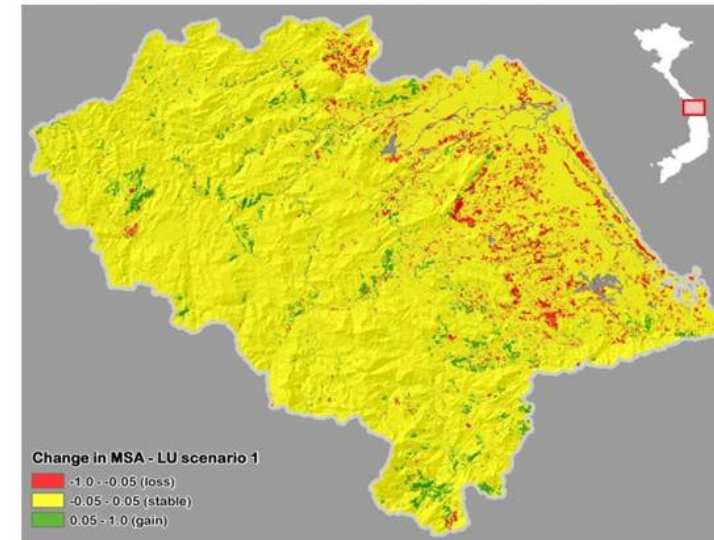 Change in MSA - LU scenario 1
-1.0 - -0.05 (loss)
-0.05 - 0.05 (stable)
0.05 - 1.0 (gain)